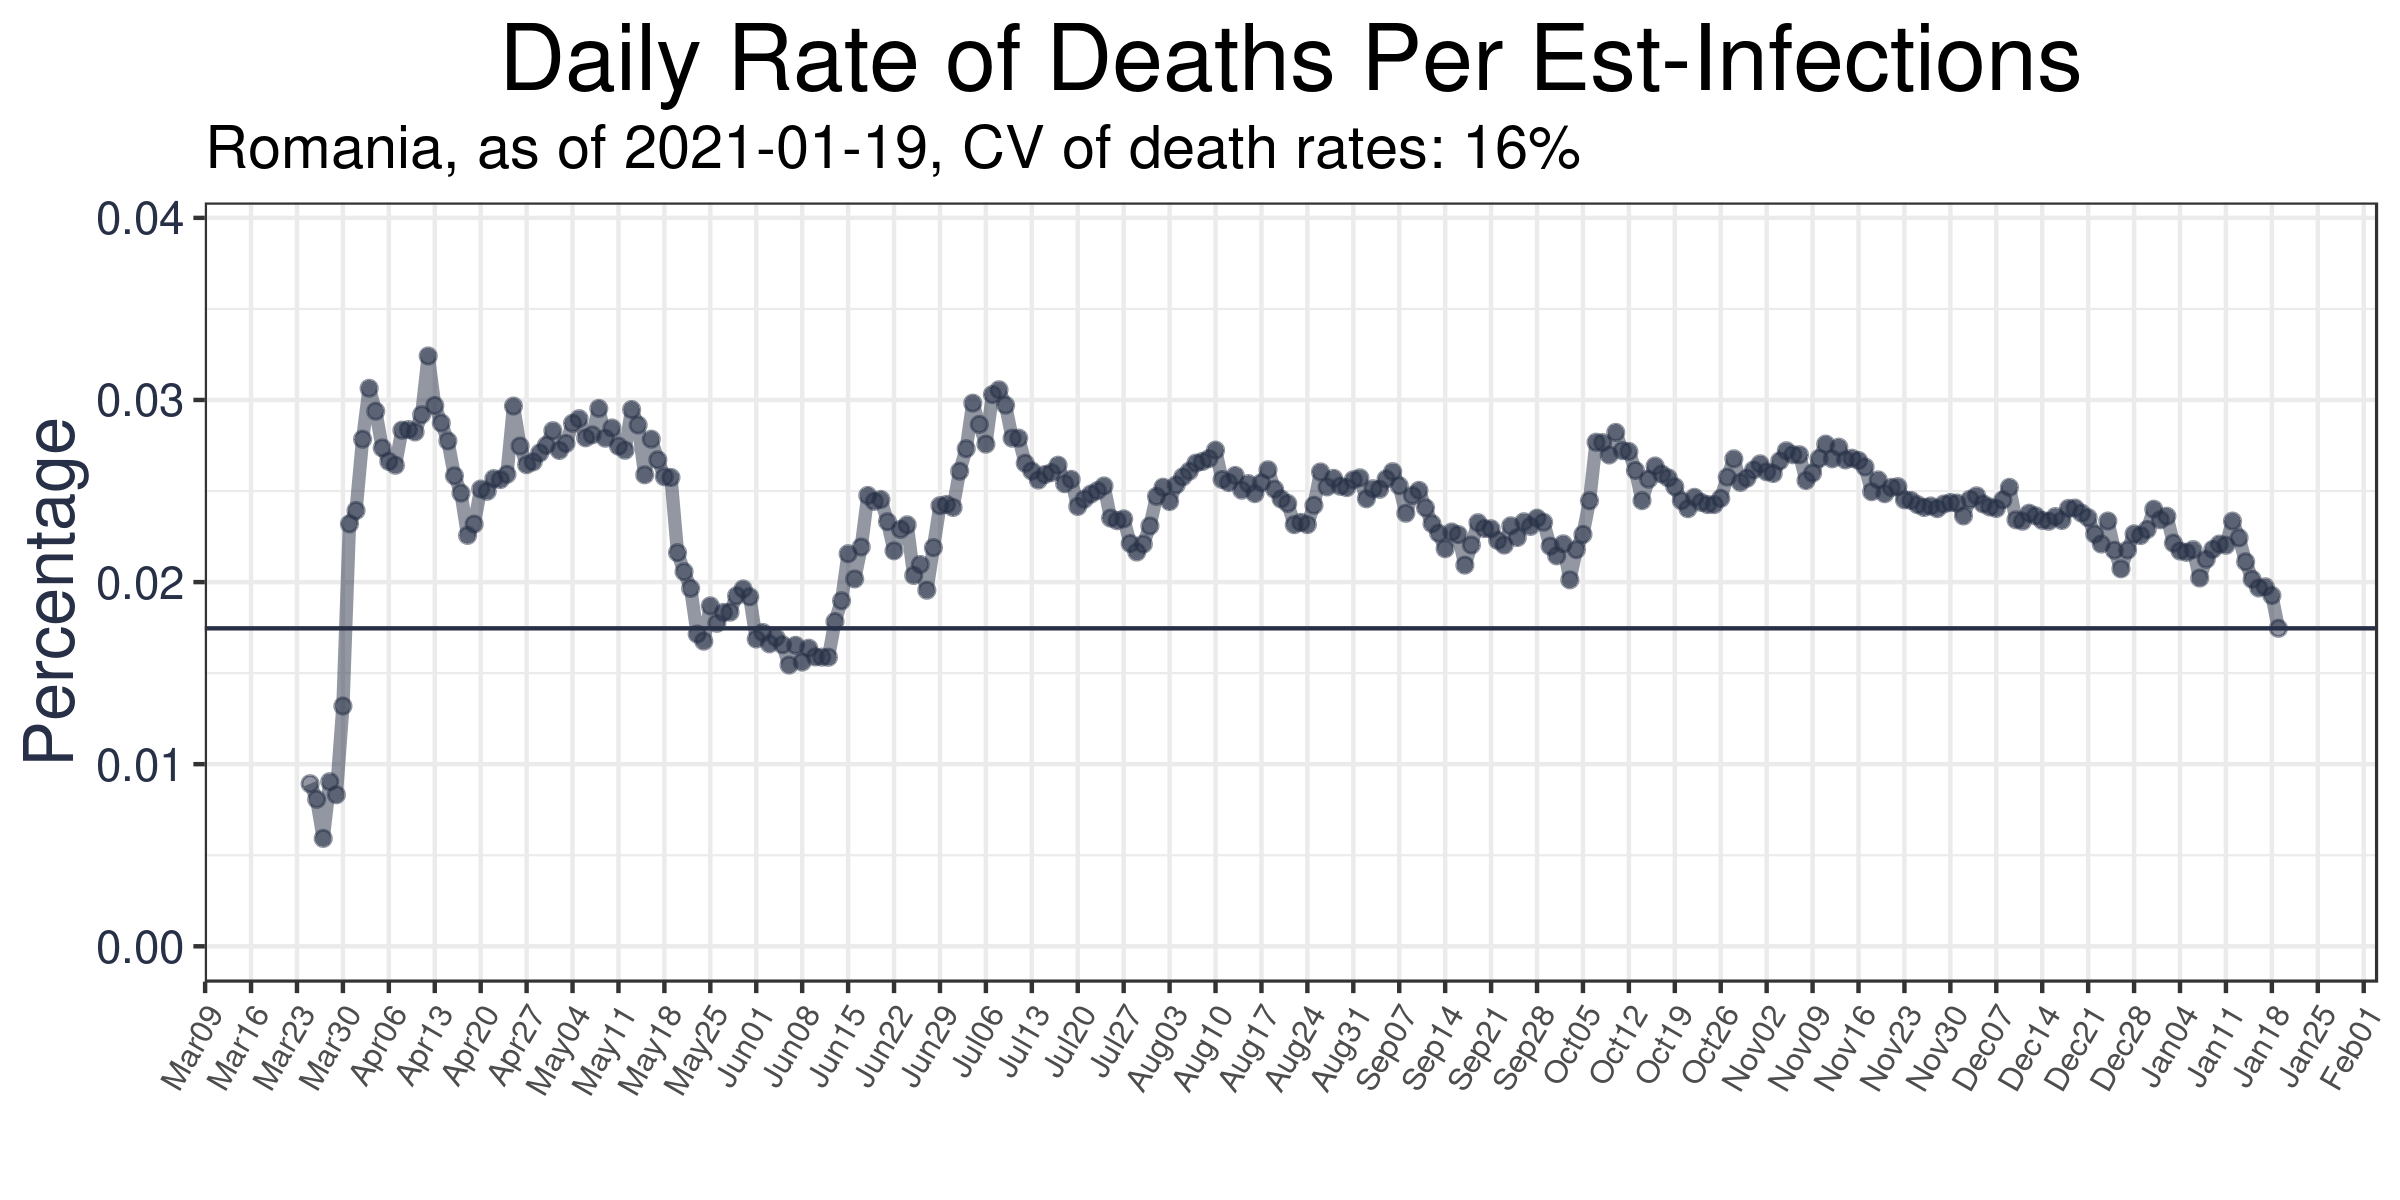 Daily Rate of Deaths Per Est-Infections
Romania, as of 2021-01-19, CV of death rates: 16%
Percentage
0.04
0.03
0.02
0.01
0.00
Mar09
Mar16
Mar23
Mar30
Apr06
Apr13
Apr20
Apr27
May04
May11
May18
May25
Jun01
Jun08
Jun15
Jun22
Jun29
Jul06
Jul13
Jul20
Jul27
Aug03
Aug10
Aug17
Aug24
Aug31
Sep07
Sep14
Sep21
Sep28
Oct05
Oct12
Oct19
Oct26
Nov02
Nov09
Nov16
Nov23
Nov30
Dec07
Dec14
Dec21
Dec28
Jan04
Jan11
Jan18
Jan25
Feb01